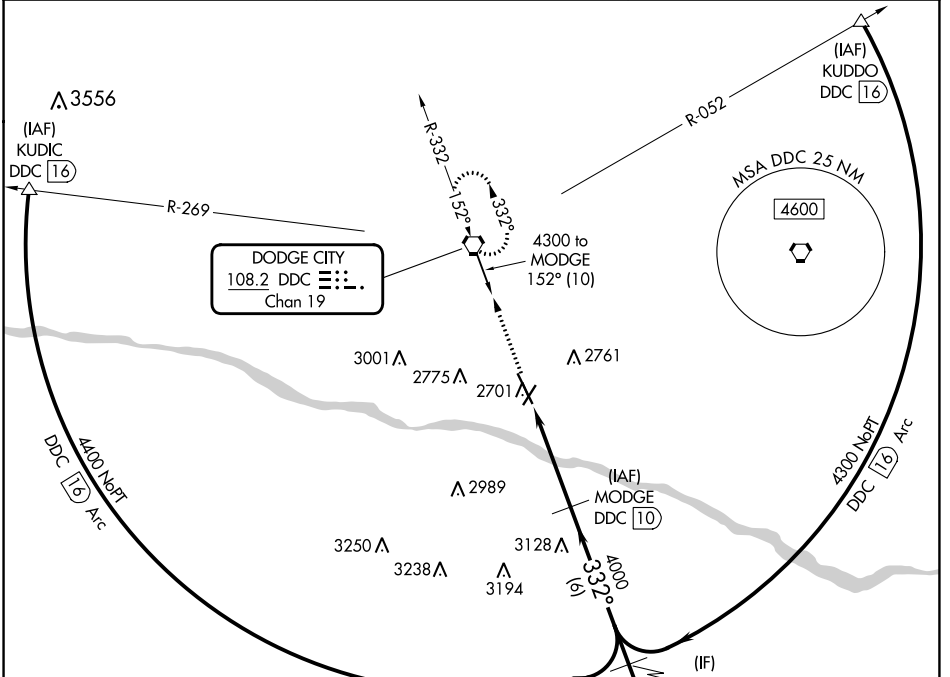 (IAF)
KUDDO
DDC 16
3556
(IAF)
KUDIC
DDC 16
R-052
R-332
152°
332°
MSA DDC 25 NM
4600
R-269
DODGE CITY
108.2 DDC
Chan 19
4300 to
MODGE
152° (10)
3001
2775
2761
2701
4400 NoPT
DDC 16 Arc
4300 NoPT
DDC 16 Arc
(IAF)
MODGE
DDC 10
2989
3250
3238
3194
3128
4000
332°
(6)
(IF)